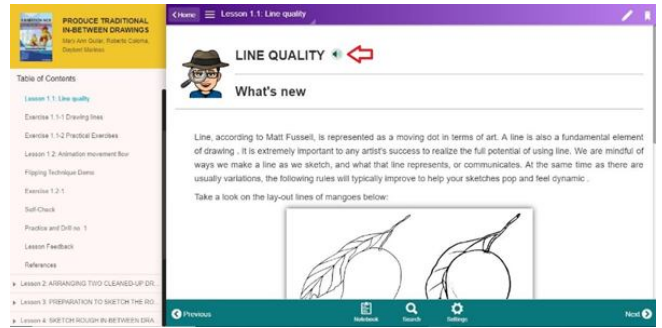 PRODUCE TRADITIONAL
IN-BETWEEN DRAWINGS
Table of Contents
Lesson 1.1: Line quality
Exercise 1.1-1 Drawing lines
Exercise 1.1-2 Practical Exercises
Lesson 1.2: Animation movement flow
Flipping Technique Demo
Exercise 1.2-1
Self-Check
Practice and Drill no. 1
Lesson Feedback
References
Lesson 2: ARRANGING TWO CLEANED-UP DR...
Lesson 3: PREPARATION TO SKETCH THE RO...
Lesson 4: SKETCH ROUGH IN-BETWEEN DRA...
Home Lesson 1.1: Line quality
LINE QUALITY
What's new
Line, according to Matt Fussell, is represented as a moving dot in terms of art. A line is also a fundamental element
of drawing . It is extremely important to any artist's success to realize the full potential of using line. We are mindful of
ways we make a line as we sketch, and what that line represents, or communicates. At the same time as there are
usually variations, the following rules will typically improve to help your sketches pop and feel dynamic .
Take a look on the lay-out lines of mangoes below:
Previous Notebook Search Settings Next